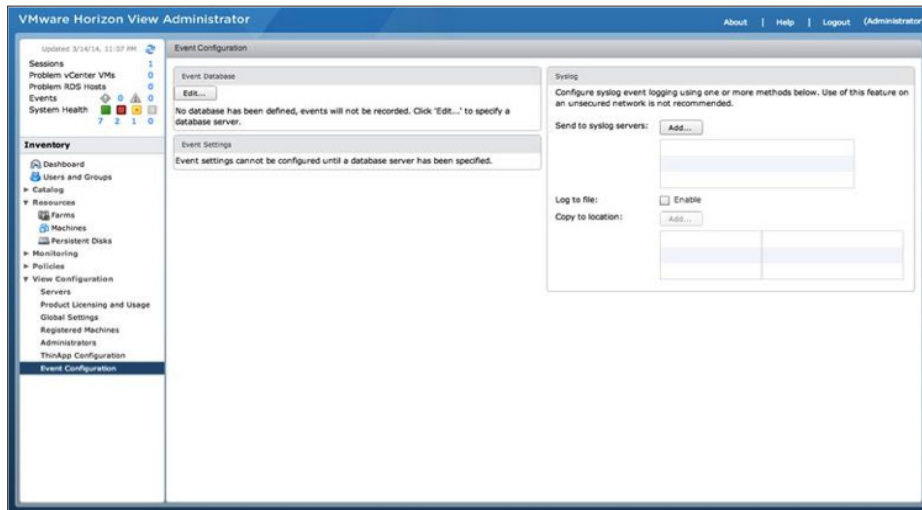 VMware Horizon View Administrator
About | Help | Logout (Administrator
Updated 3/14/14, 11:07 PM
Sessions 1
Problem vCenter VMs 0
Problem RDS Hosts 0
Events 0 0
System Health
7 2 1 0
Inventory
Dashboard
Users and Groups
Catalog
Resources
Farms
Machines
Persistent Disks
Monitoring
Policies
View Configuration
Servers
Product Licensing and Usage
Global Settings
Registered Machines
Administrators
ThinApp Configuration
Event Configuration
Event Configuration
Event Database
Edit...
No database has been defined, events will not be recorded. Click 'Edit...' to specify a
database server.
Event Settings
Event settings cannot be configured until a database server has been specified.
Syslog
Configure syslog event logging using one or more methods below. Use of this feature on
an unsecured network is not recommended.
Send to syslog servers: Add...
Log to file: Enable
Copy to location: Add...